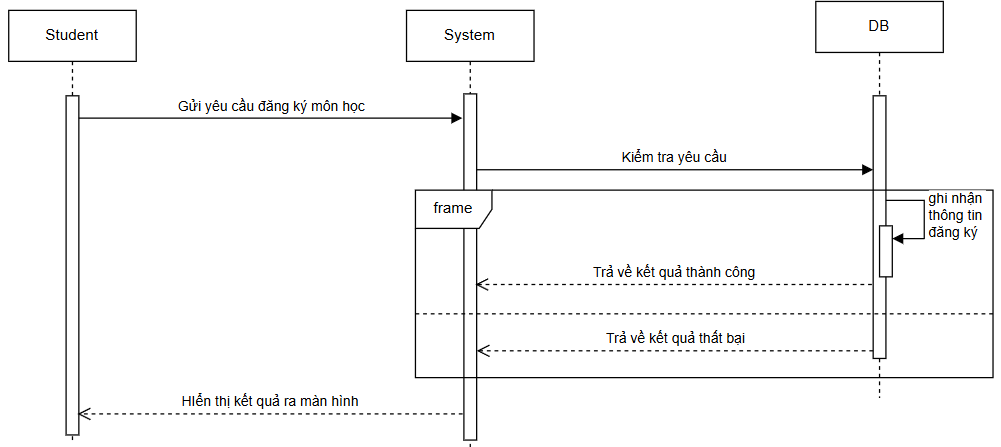 Student
System
DB
Gửi yêu cầu đăng ký môn học
Kiểm tra yêu cầu
frame
ghi nhận
thông tin
đăng ký
Trả về kết quả thành công
Trả về kết quả thất bại
HIển thị kết quả ra màn hình